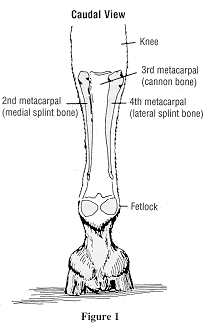 Caudal View
Knee
3rd metacarpal
(cannon bone)
2nd metacarpal
(medial splint bone)
4th metacarpal
(lateral splint bone)
Fetlock
Figure 1